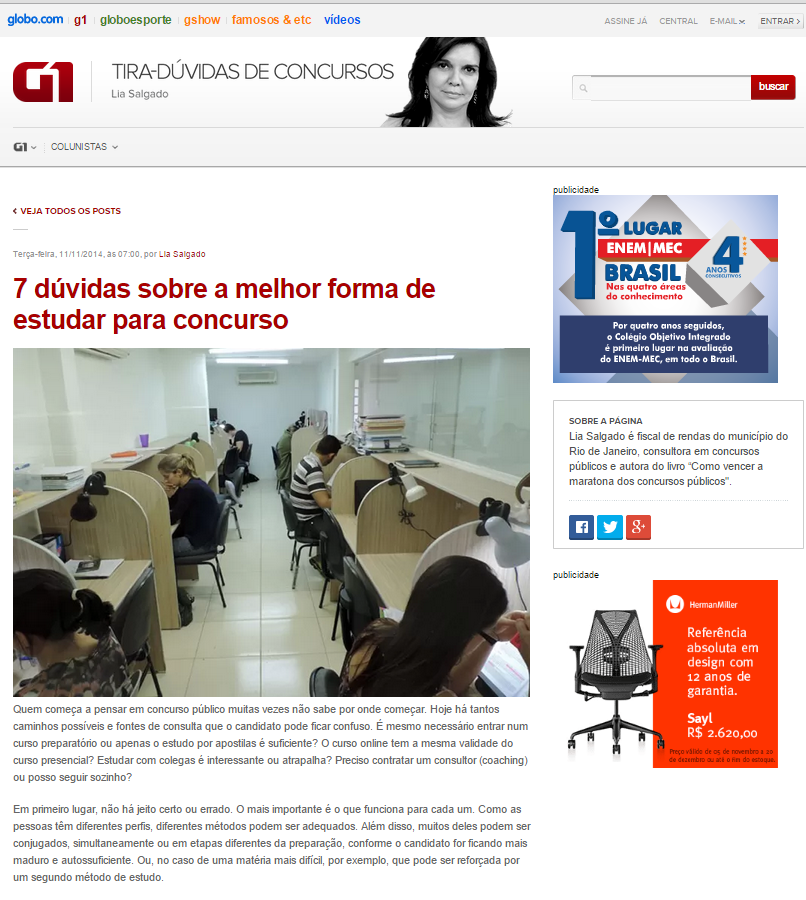 globo.com g1 globoesporte gshow famosos & etc vídeos
ASSINE JÁ CENTRAL E-MAIL ENTRAR ›
G1
TIRA-DÚVIDAS DE CONCURSOS
Lia Salgado
buscar
G1 COLUNISTAS
VEJA TODOS OS POSTS
Terça-feira, 11/11/2014, às 07:00, por Lia Salgado
7 dúvidas sobre a melhor forma de
estudar para concurso
Quem começa a pensar em concurso público muitas vezes não sabe por onde começar. Hoje há tantos
caminhos possíveis e fontes de consulta que o candidato pode ficar confuso. É mesmo necessário entrar num
curso preparatório ou apenas o estudo por apostilas é suficiente? O curso online tem a mesma validade do
curso presencial? Estudar com colegas é interessante ou atrapalha? Preciso contratar um consultor (coaching)
ou posso seguir sozinho?
Em primeiro lugar, não há jeito certo ou errado. O mais importante é o que funciona para cada um. Como as
pessoas têm diferentes perfis, diferentes métodos podem ser adequados. Além disso, muitos deles podem ser
conjugados, simultaneamente ou em etapas diferentes da preparação, conforme o candidato for ficando mais
maduro e autossuficiente. Ou, no caso de uma matéria mais difícil, por exemplo, que pode ser reforçada por
um segundo método de estudo.
publicidade
1º LUGAR
ENEM|MEC
BRASIL
Nas quatro áreas
do conhecimento
4
ANOS
CONSECUTIVOS
Por quatro anos seguidos,
o Colégio Objetivo Integrado
é primeiro lugar na avaliação
do ENEM-MEC, em todo o Brasil.
SOBRE A PÁGINA
Lia Salgado é fiscal de rendas do município do
Rio de Janeiro, consultora em concursos
públicos e autora do livro “Como vencer a
maratona dos concursos públicos”.
publicidade
HermanMiller
Referência
absoluta em
design com
12 anos de
garantia.
Sayl
R$ 2.620,00
Preço válido de 05 de novembro a 20
de dezembro ou até o fim do estoque.